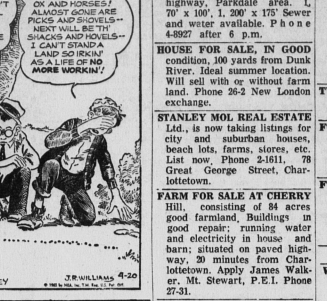 OX AND HORSES!
ALMOST GONE ARE
PICKS AND SHOVELS--
NEXT WILL BE TH'
SHACKS AND HOVELS--
I CAN'T STAND A
LAND SO IRKIN'
AS A LIFE OF NO
MORE WORKIN'!
J.R.WILLIAMS 4-20
highway, Parkdale area. 1,
70' x 100', 1, 200' x 175' Sewer
and water available. Phone
4-8927 after 6 p.m.
HOUSE FOR SALE, IN GOOD
condition, 100 yards from Dunk
River. Ideal summer location.
Will sell with or without farm
land. Phone 26-2 New London
exchange.
STANLEY MOL REAL ESTATE
Ltd., is now taking listings for
city and suburban houses,
beach lots, farms, stores, etc.
List now, Phone 2-1611, 78
Great George Street, Char-
lottetown.
FARM FOR SALE AT CHERRY
Hill, consisting of 84 acres
good farmland, Buildings in
good repair; running water
and electricity in house and
barn; situated on paved high-
way, 20 minutes from Char-
lottetown. Apply James Walk-
er, Mt. Stewart, P.E.I. Phone
27-31.